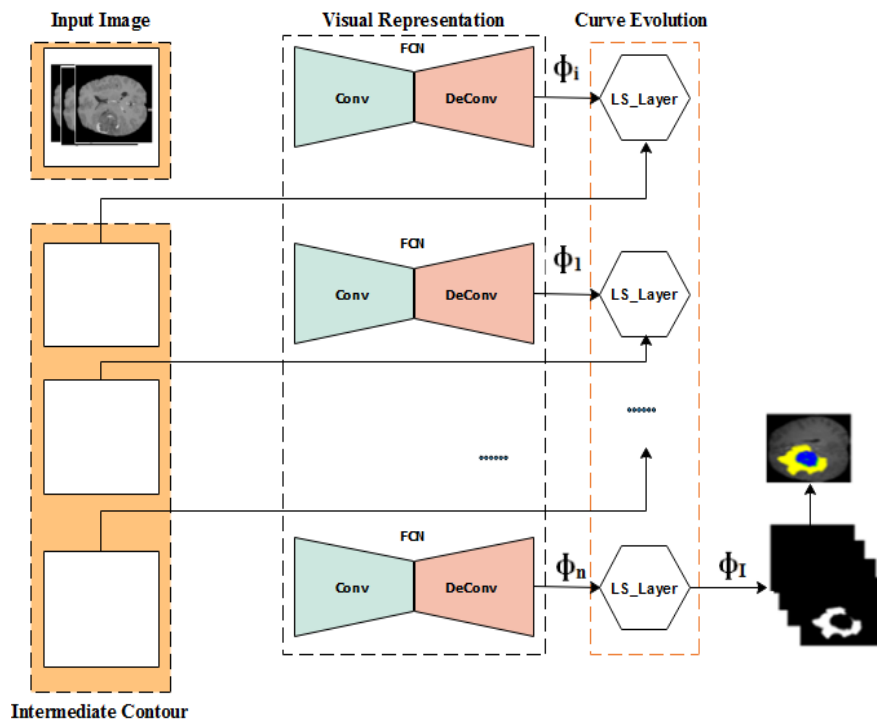 Input Image
Visual Representation
Curve Evolution
FCN
Conv
DeConv
Φi
LS_Layer
FCN
Conv
DeConv
Φ1
LS_Layer
FCN
Conv
DeConv
Φn
LS_Layer
ΦI
Intermediate Contour